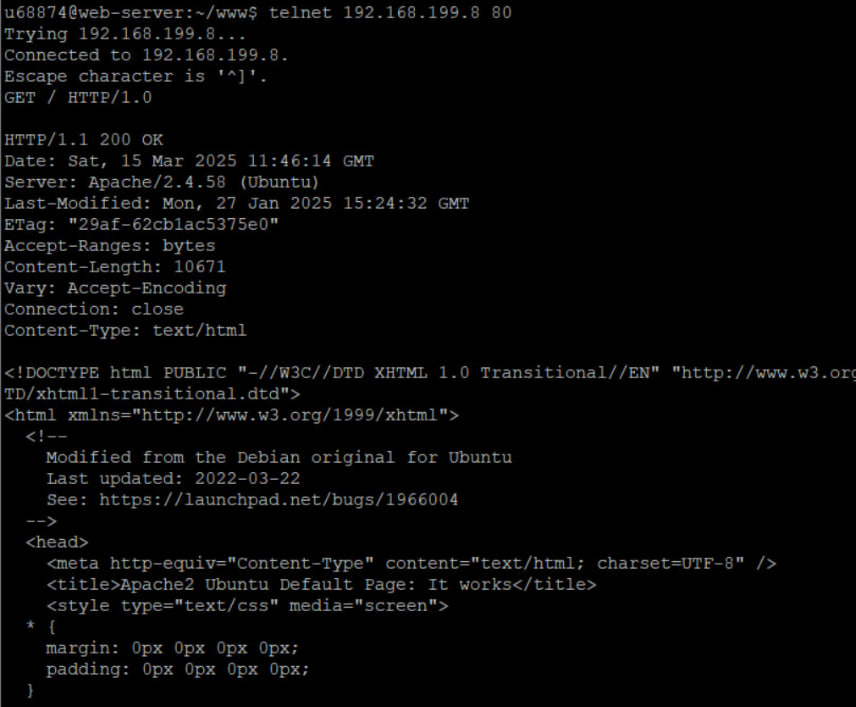 u68874@web-server:~/www$ telnet 192.168.199.8 80
Trying 192.168.199.8...
Connected to 192.168.199.8.
Escape character is '^]'.
GET / HTTP/1.0

HTTP/1.1 200 OK
Date: Sat, 15 Mar 2025 11:46:14 GMT
Server: Apache/2.4.58 (Ubuntu)
Last-Modified: Mon, 27 Jan 2025 15:24:32 GMT
ETag: "29af-62cb1ac5375e0"
Accept-Ranges: bytes
Content-Length: 10671
Vary: Accept-Encoding
Connection: close
Content-Type: text/html

<!DOCTYPE html PUBLIC "-//W3C//DTD XHTML 1.0 Transitional//EN" "http://www.w3.org
TD/xhtml1-transitional.dtd">
<html xmlns="http://www.w3.org/1999/xhtml">
  <!--
    Modified from the Debian original for Ubuntu
    Last updated: 2022-03-22
    See: https://launchpad.net/bugs/1966004
  -->
  <head>
    <meta http-equiv="Content-Type" content="text/html; charset=UTF-8" />
    <title>Apache2 Ubuntu Default Page: It works</title>
    <style type="text/css" media="screen">
  * {
    margin: 0px 0px 0px 0px;
    padding: 0px 0px 0px 0px;
  }